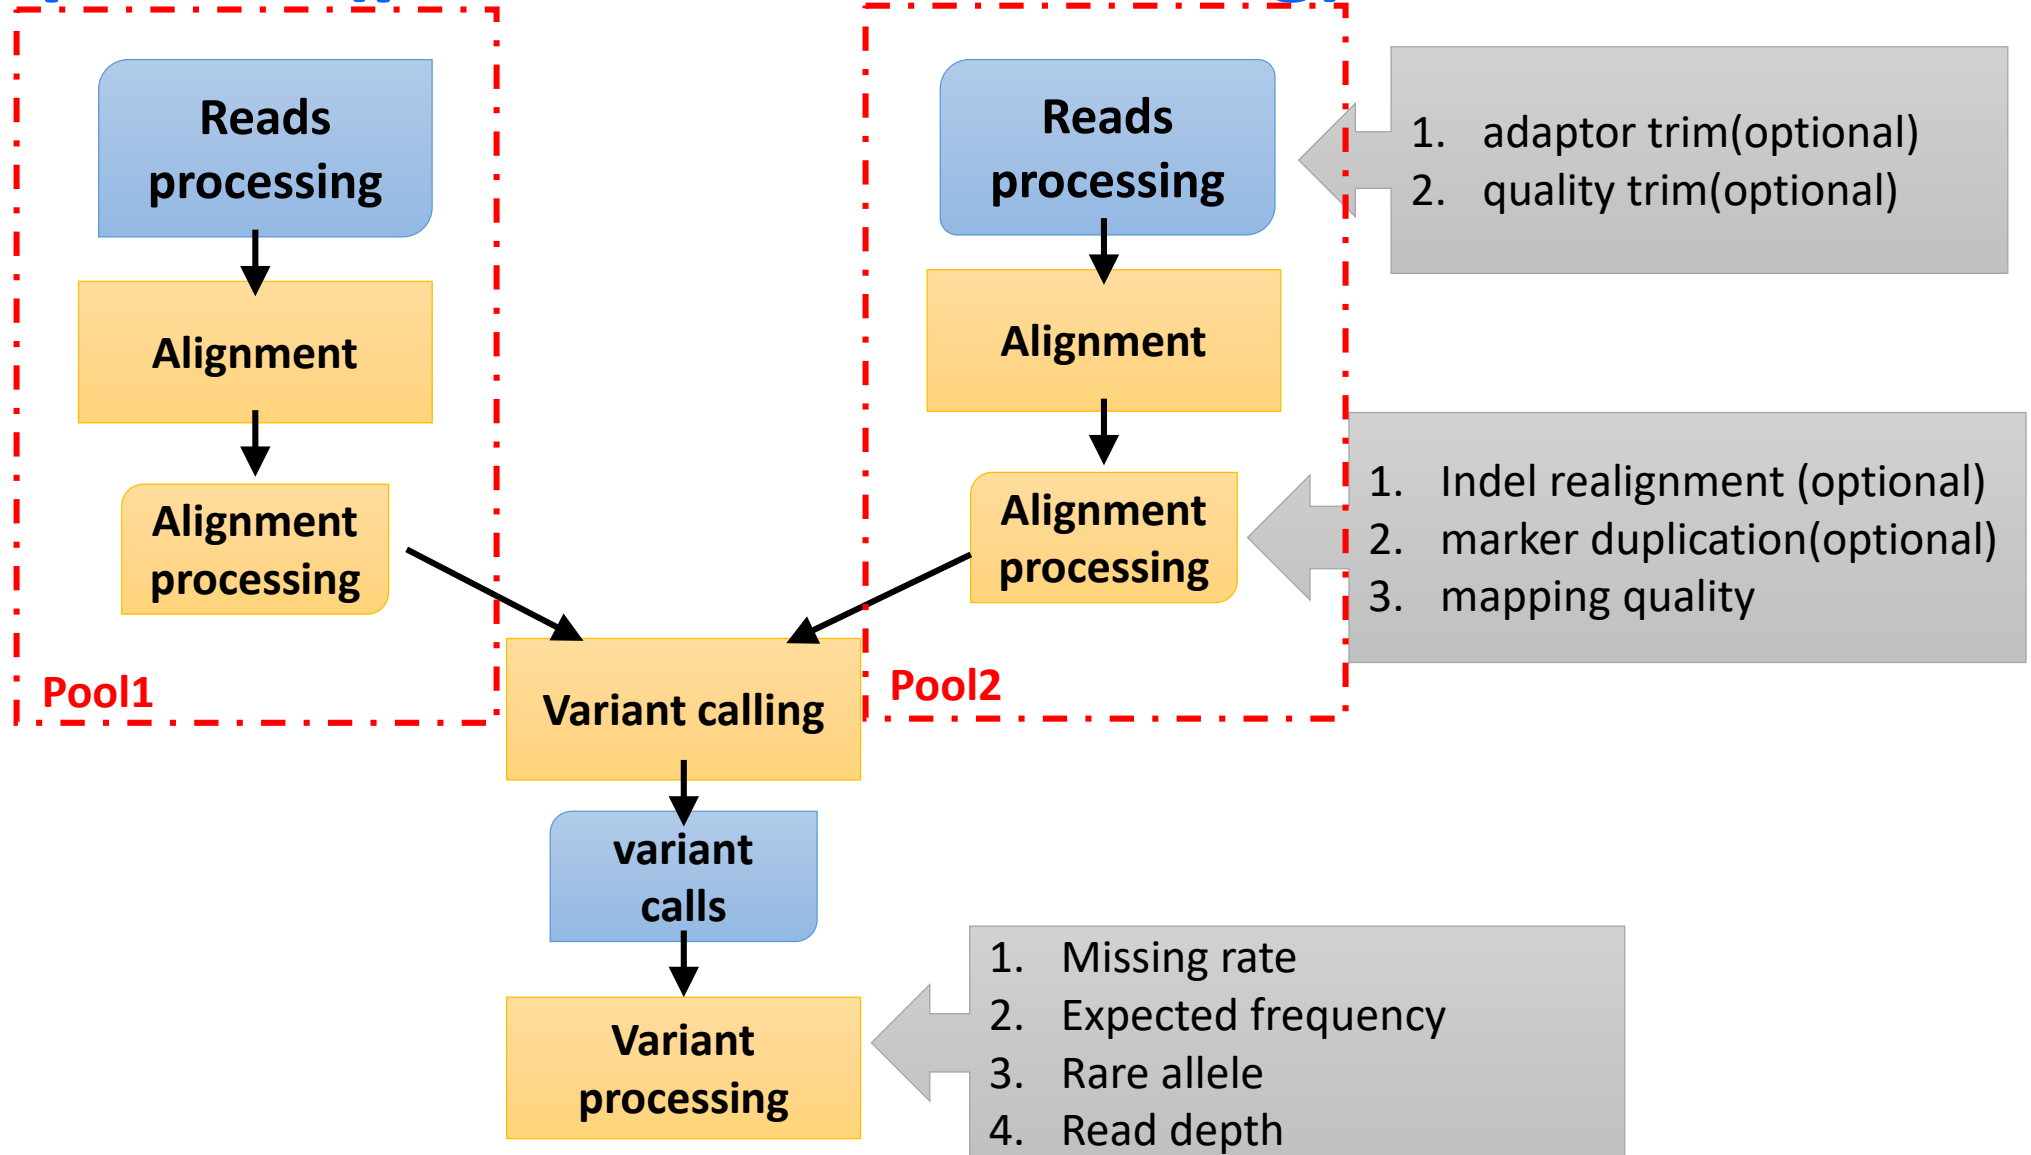 Reads
processing
Alignment
Alignment
processing
Pool1
Reads
processing
Alignment
Alignment
processing
Pool2
1. adaptor trim(optional)
2. quality trim(optional)
1. Indel realignment (optional)
2. marker duplication(optional)
3. mapping quality
Variant calling
variant
calls
Variant
processing
1. Missing rate
2. Expected frequency
3. Rare allele
4. Read depth